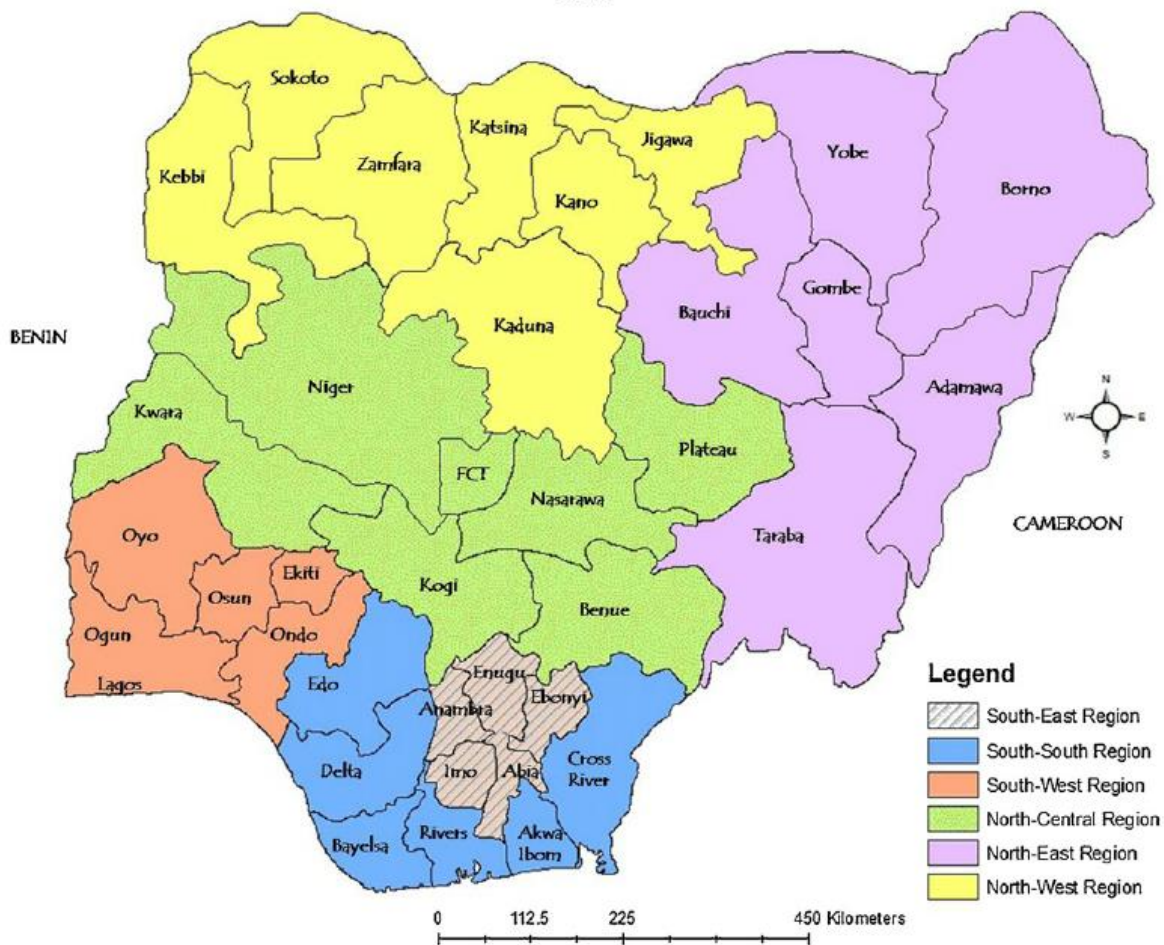 Sokoto
Katsina
Jigawa
Yobe
Kebbi
Zamfara
Kano
Borno
Gombe
Bauchi
Kaduna
BENIN
Niger
Adamawa
N
W
E
S
Kwara
Plateau
FCT
Nasarawa
CAMEROON
Oyo
Taraba
Ekiti
Kogi
Osun
Benue
Ogun
Ondo
Enugu
Lagos
Edo
Ebonyi
Anambra
Cross
River
Delta
Imo
Abia
Bayelsa
Rivers
Akwa
Ibom
Legend
South-East Region
South-South Region
South-West Region
North-Central Region
North-East Region
North-West Region
0 112.5 225 450 Kilometers